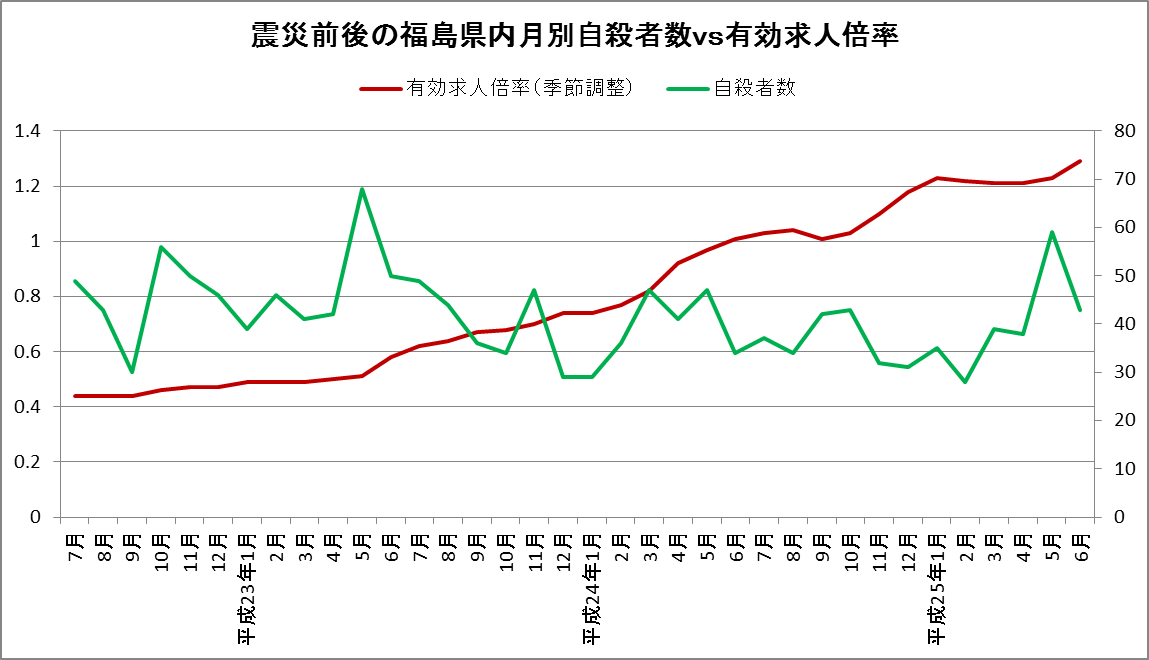 震災前後の福島県内月別自殺者数vs有効求人倍率
有効求人倍率(季節調整)
自殺者数
1.4
1.2
1
0.8
0.6
0.4
0.2
0
80
70
60
50
40
30
20
10
0
7月
8月
9月
10月
11月
12月
平成23年1月
2月
3月
4月
5月
6月
7月
8月
9月
10月
11月
12月
平成24年1月
2月
3月
4月
5月
6月
7月
8月
9月
10月
11月
12月
平成25年1月
2月
3月
4月
5月
6月